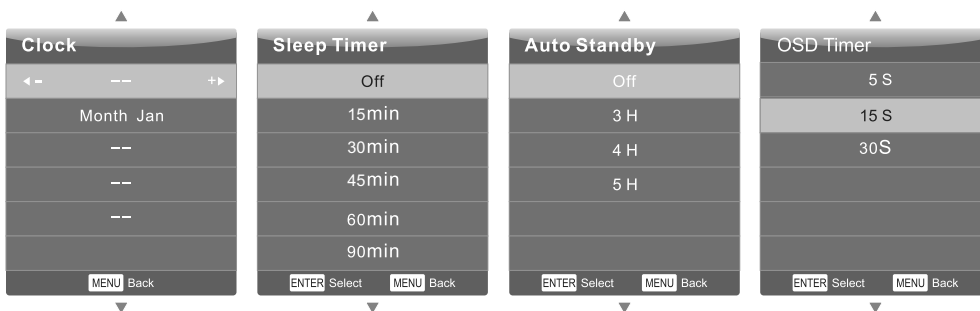 Clock
- -- +
Month Jan
--
--
--
MENU Back
Sleep Timer
Off
15min
30min
45min
60min
90min
ENTER Select MENU Back
Auto Standby
Off
3 H
4 H
5 H
ENTER Select MENU Back
OSD Timer
5 S
15 S
30S
ENTER Select MENU Back